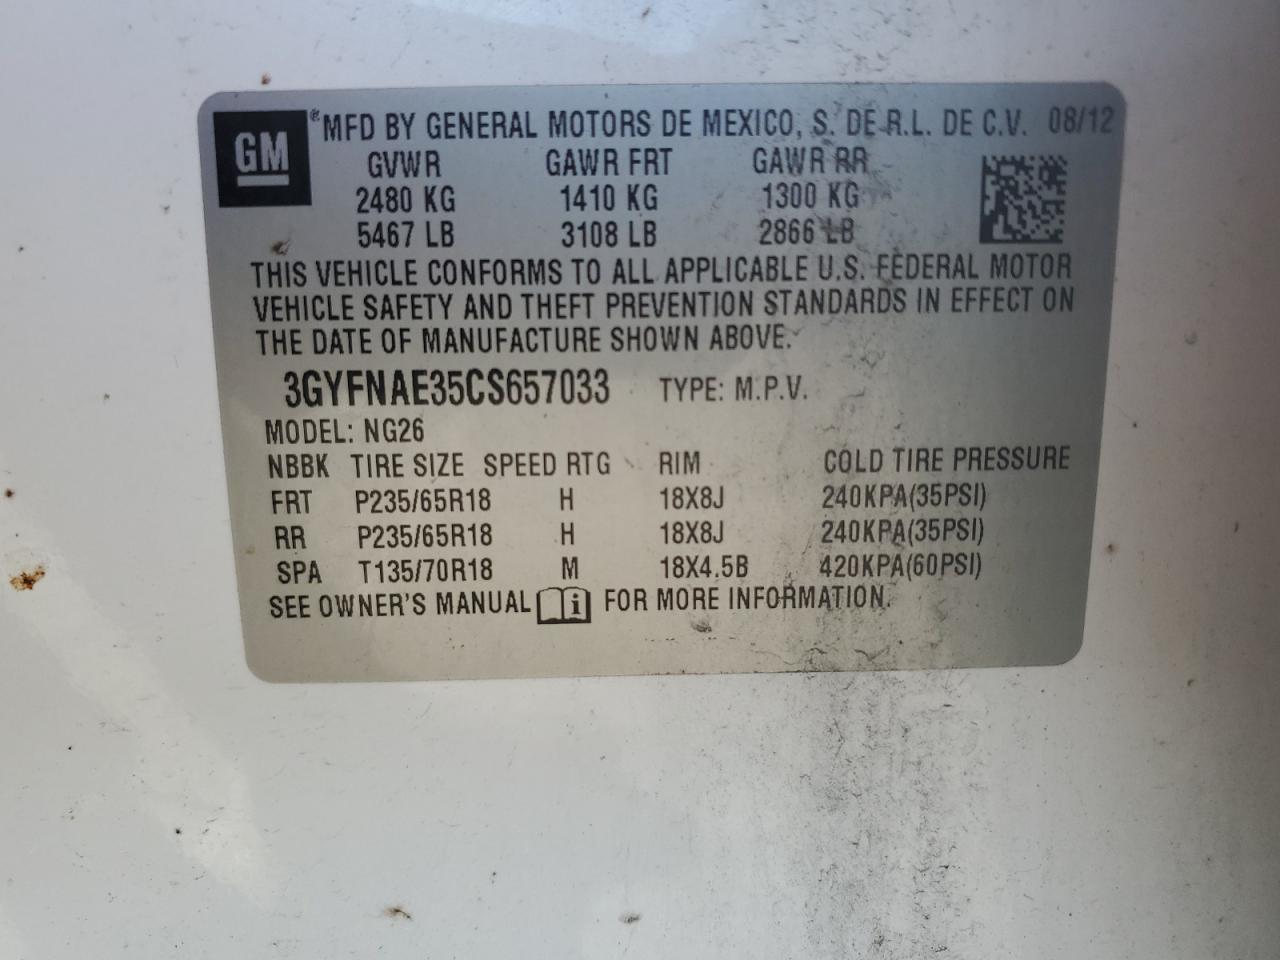 GM ® MFD BY GENERAL MOTORS DE MEXICO, S. DE R.L. DE C.V. 08/12
GVWR GAWR FRT GAWR RR
2480 KG 1410 KG 1300 KG
5467 LB 3108 LB 2866 LB
THIS VEHICLE CONFORMS TO ALL APPLICABLE U.S. FEDERAL MOTOR
VEHICLE SAFETY AND THEFT PREVENTION STANDARDS IN EFFECT ON
THE DATE OF MANUFACTURE SHOWN ABOVE.
3GYFNAE35CS657033 TYPE: M.P.V.
MODEL: NG26
NBBK TIRE SIZE SPEED RTG RIM COLD TIRE PRESSURE
FRT P235/65R18 H 18X8J 240KPA(35PSI)
RR P235/65R18 H 18X8J 240KPA(35PSI)
SPA T135/70R18 M 18X4.5B 420KPA(60PSI)
SEE OWNER'S MANUAL i FOR MORE INFORMATION.